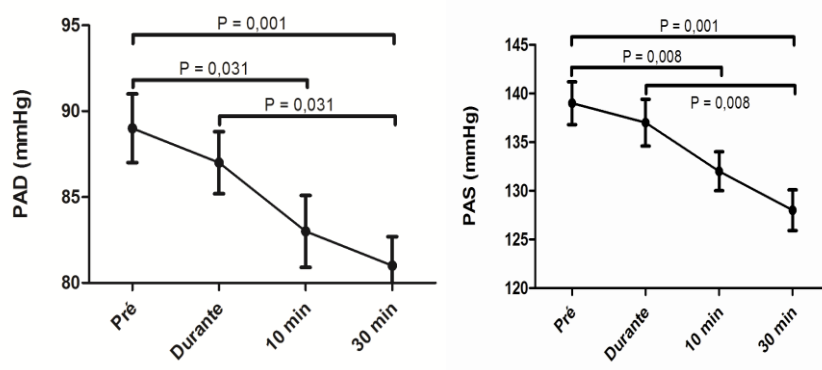 95
P = 0,001
P = 0,031
90
P = 0,031
PAD (mmHg)
85
80
Pré
Durante
10 min
30 min
P = 0,001
145
P = 0,008
140
P = 0,008
135
PAS (mmHg)
130
125
120
Pré
Durante
10 min
30 min